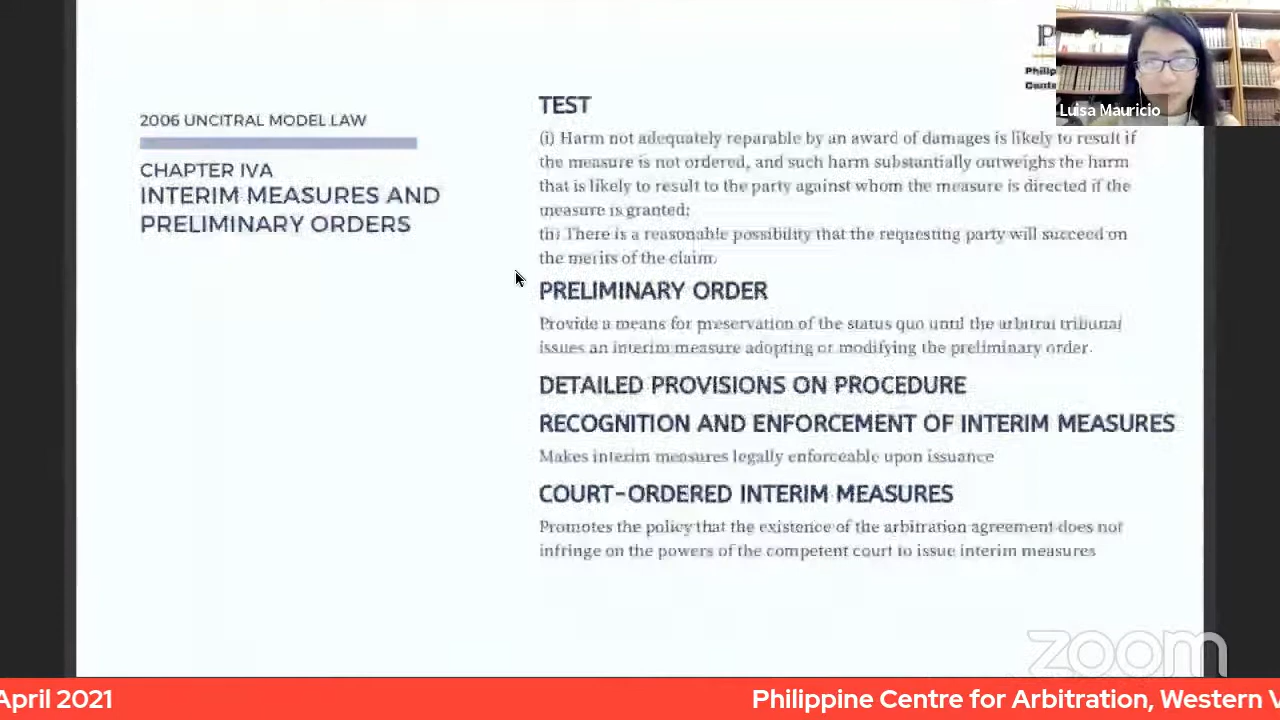 2006 UNCITRAL MODEL LAW
CHAPTER IVA
INTERIM MEASURES AND
PRELIMINARY ORDERS
TEST
(i) Harm not adequately reparable by an award of damages is likely to result if
the measure is not ordered, and such harm substantially outweighs the harm
that is likely to result to the party against whom the measure is directed if the
measure is granted;
There is a reasonable possibility that the requesting party will succeed on
the merits of the claim.
PRELIMINARY ORDER
Provide a means for preservation of the status quo until the arbitral tribunal
issues an interim measure adopting or modifying the preliminary order.
DETAILED PROVISIONS ON PROCEDURE
RECOGNITION AND ENFORCEMENT OF INTERIM MEASURES
Makes interim measures legally enforceable upon issuance
COURT-ORDERED INTERIM MEASURES
Promotes the policy that the existence of the arbitration agreement does not
infringe on the powers of the competent court to issue interim measures
Luisa Mauricio
zoom
April 2021
Philippine Centre for Arbitration, Western